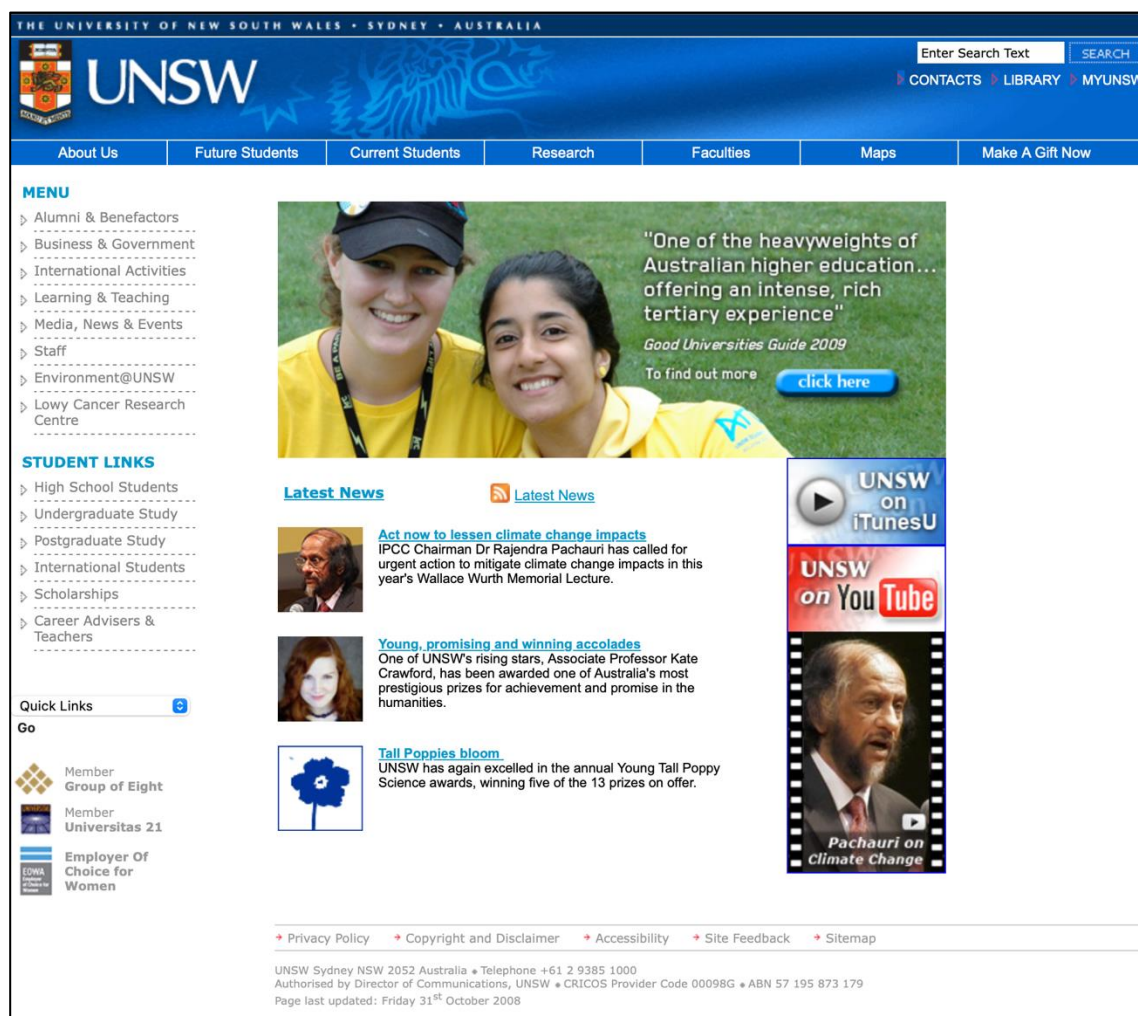 THE UNIVERSITY OF NEW SOUTH WALES • SYDNEY • AUSTRALIA
UNSW
Enter Search Text
SEARCH
CONTACTS
LIBRARY
MYUNSW
About Us
Future Students
Current Students
Research
Faculties
Maps
Make A Gift Now
MENU
Alumni & Benefactors
Business & Government
International Activities
Learning & Teaching
Media, News & Events
Staff
Environment@UNSW
Lowy Cancer Research
Centre
STUDENT LINKS
High School Students
Undergraduate Study
Postgraduate Study
International Students
Scholarships
Career Advisers &
Teachers
Quick Links
Go
Member
Group of Eight
Member
Universitas 21
EOWA
Employer Of
Choice for
Women
"One of the heavyweights of
Australian higher education...
offering an intense, rich
tertiary experience"
Good Universities Guide 2009
To find out more
click here
Latest News
Latest News
Act now to lessen climate change impacts
IPCC Chairman Dr Rajendra Pachauri has called for
urgent action to mitigate climate change impacts in this
year's Wallace Wurth Memorial Lecture.
Young, promising and winning accolades
One of UNSW's rising stars, Associate Professor Kate
Crawford, has been awarded one of Australia's most
prestigious prizes for achievement and promise in the
humanities.
Tall Poppies bloom
UNSW has again excelled in the annual Young Tall Poppy
Science awards, winning five of the 13 prizes on offer.
UNSW
on
iTunesU
UNSW
on YouTube
Pachauri on
Climate Change
Privacy Policy
Copyright and Disclaimer
Accessibility
Site Feedback
Sitemap
UNSW Sydney NSW 2052 Australia • Telephone +61 2 9385 1000
Authorised by Director of Communications, UNSW • CRICOS Provider Code 00098G • ABN 57 195 873 179
Page last updated: Friday 31st October 2008